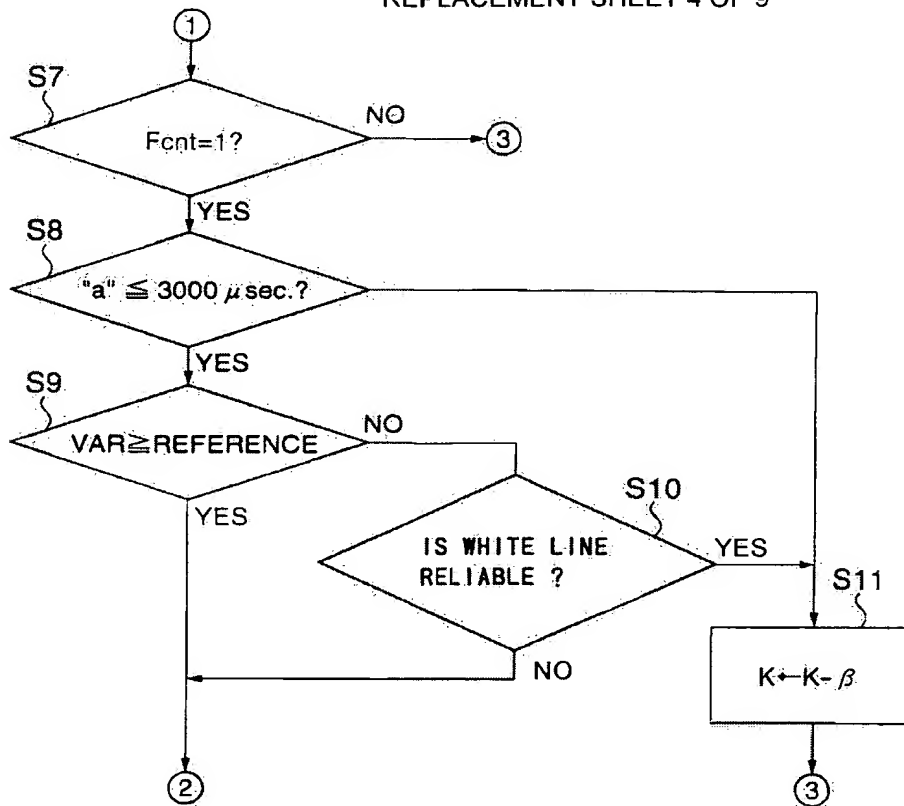 REPLACEMENT SHEET 4 OF 9
1
S7
Fcnt=1?
NO
3
YES
S8
"a" ≦ 3000 μsec.?
YES
S9
VAR≧REFERENCE
NO
YES
S10
IS WHITE LINE
RELIABLE ?
YES
NO
S11
K←K-β
2
3